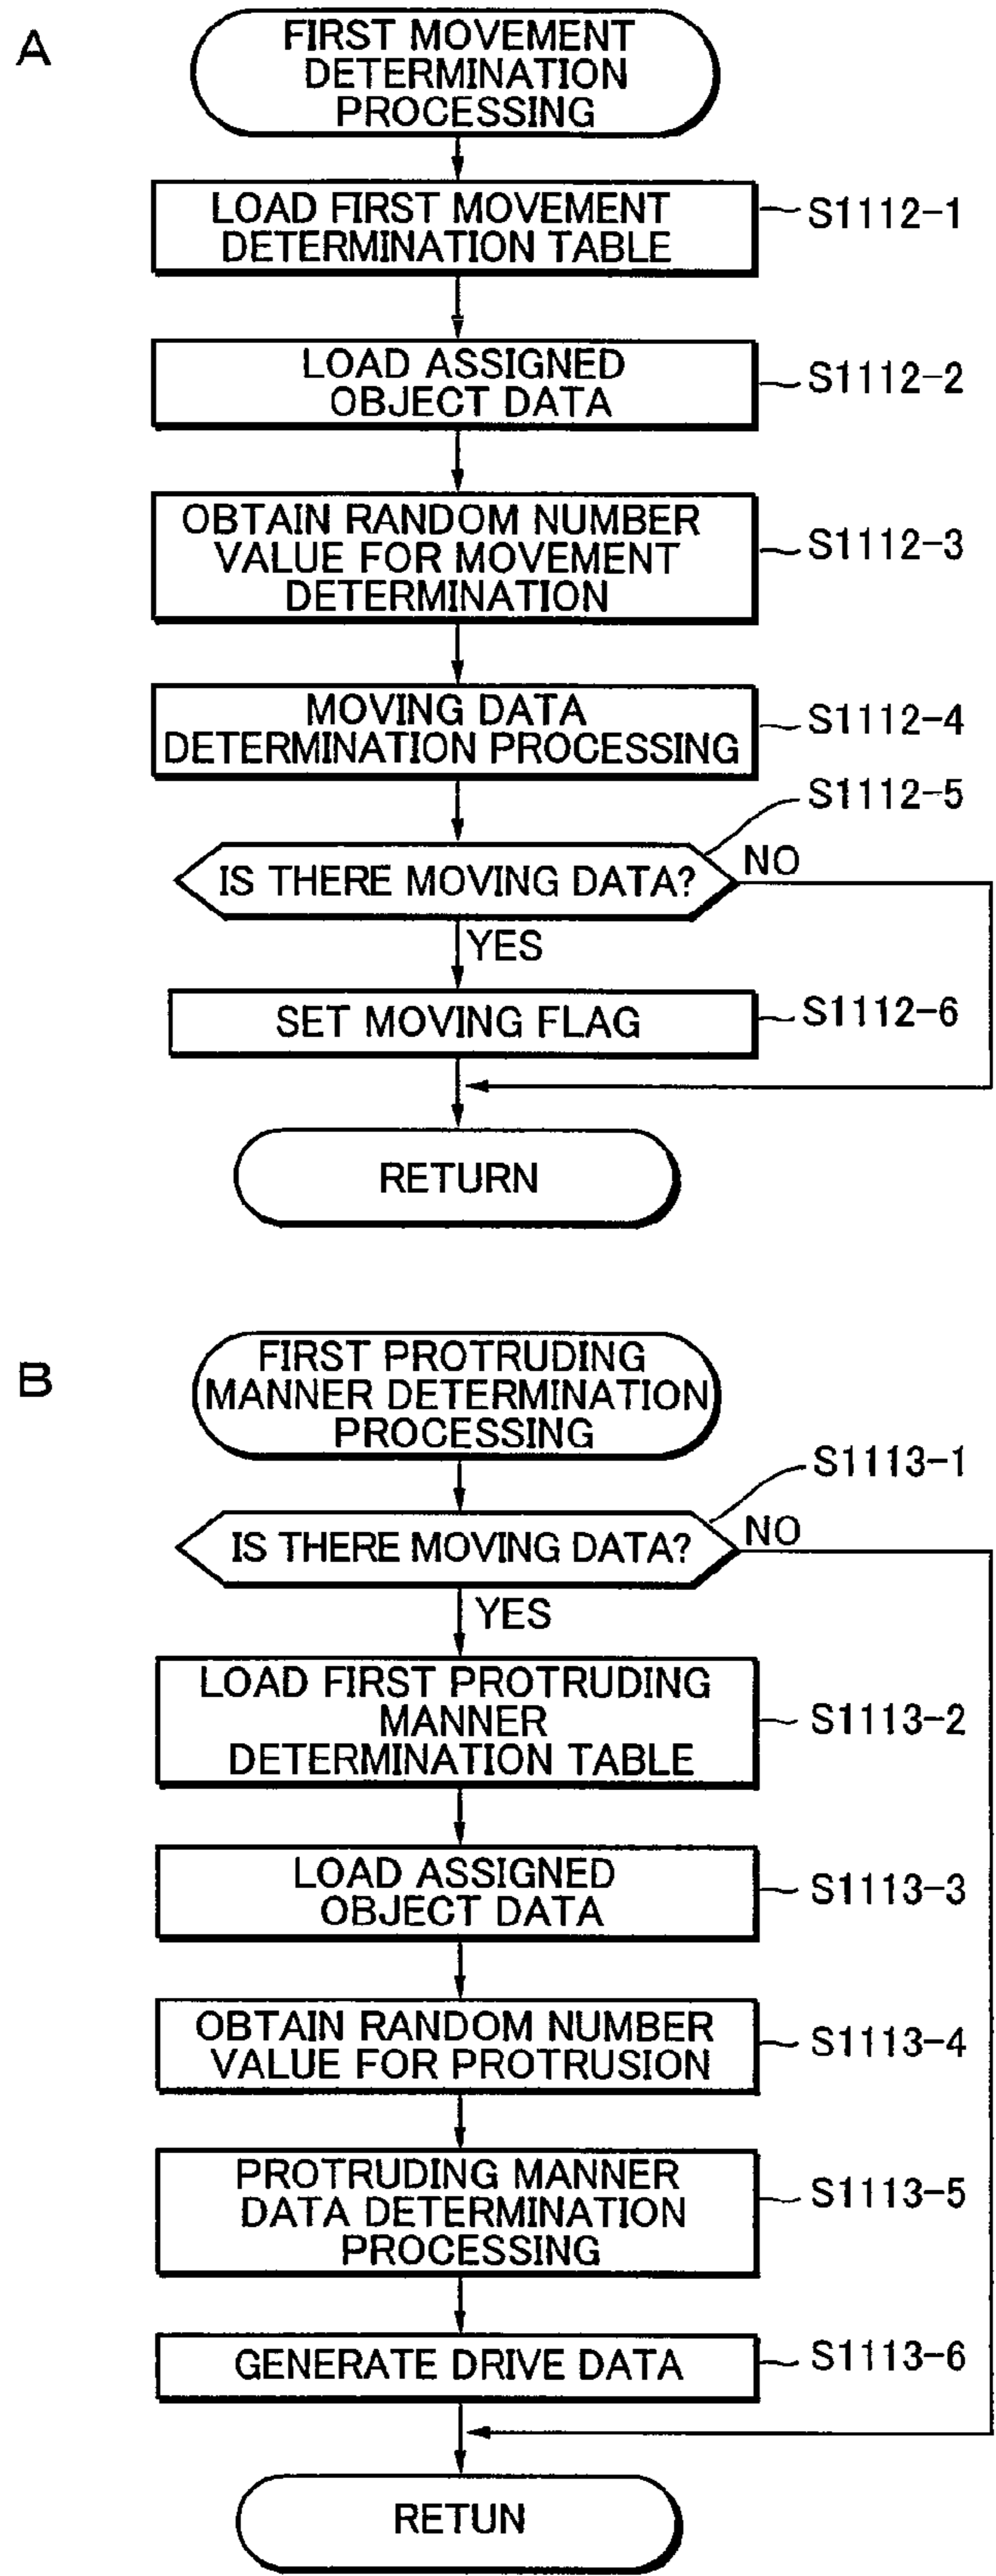 A
FIRST MOVEMENT
DETERMINATION
PROCESSING
LOAD FIRST MOVEMENT
DETERMINATION TABLE
S1112-1
LOAD ASSIGNED
OBJECT DATA
S1112-2
OBTAIN RANDOM NUMBER
VALUE FOR MOVEMENT
DETERMINATION
S1112-3
MOVING DATA
DETERMINATION PROCESSING
S1112-4
S1112-5
IS THERE MOVING DATA?
NO
YES
SET MOVING FLAG
S1112-6
RETURN
B
FIRST PROTRUDING
MANNER DETERMINATION
PROCESSING
S1113-1
IS THERE MOVING DATA?
NO
YES
LOAD FIRST PROTRUDING
MANNER
DETERMINATION TABLE
S1113-2
LOAD ASSIGNED
OBJECT DATA
S1113-3
OBTAIN RANDOM NUMBER
VALUE FOR PROTRUSION
S1113-4
PROTRUDING MANNER
DATA DETERMINATION
PROCESSING
S1113-5
GENERATE DRIVE DATA
S1113-6
RETUN